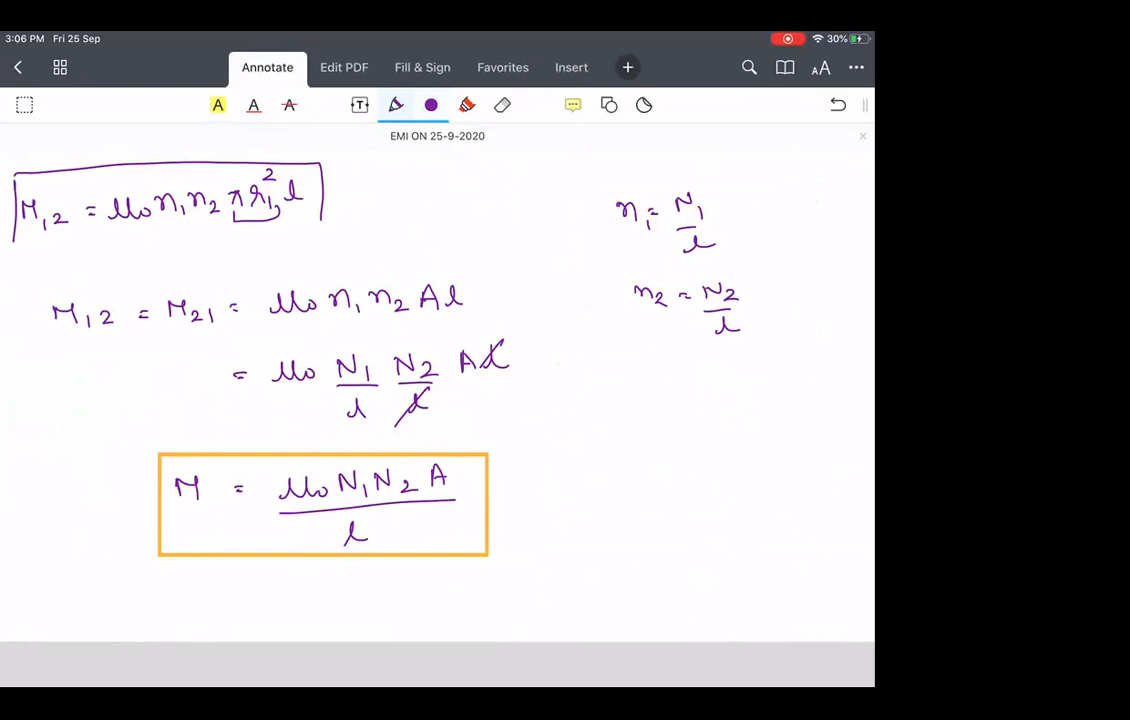 3:06 PM Fri 25 Sep 30%
Annotate Edit PDF Fill & Sign Favorites Insert
EMI ON 25-9-2020
M₁₂ = μ₀ n₁ n₂ π r₁² l
n₁ = N₁/l
n₂ = N₂/l
M₁₂ = M₂₁ = μ₀ n₁ n₂ A l
= μ₀ N₁/l N₂/l A l
M = μ₀ N₁ N₂ A / l